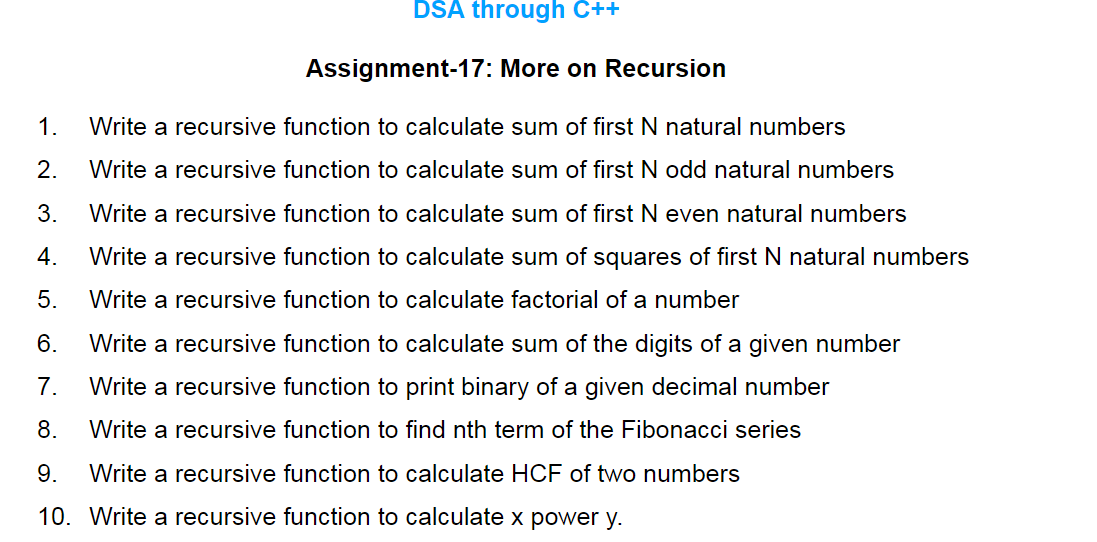 DSA through C++
Assignment-17: More on Recursion
1. Write a recursive function to calculate sum of first N natural numbers
2. Write a recursive function to calculate sum of first N odd natural numbers
3. Write a recursive function to calculate sum of first N even natural numbers
4. Write a recursive function to calculate sum of squares of first N natural numbers
5. Write a recursive function to calculate factorial of a number
6. Write a recursive function to calculate sum of the digits of a given number
7. Write a recursive function to print binary of a given decimal number
8. Write a recursive function to find nth term of the Fibonacci series
9. Write a recursive function to calculate HCF of two numbers
10. Write a recursive function to calculate x power y.